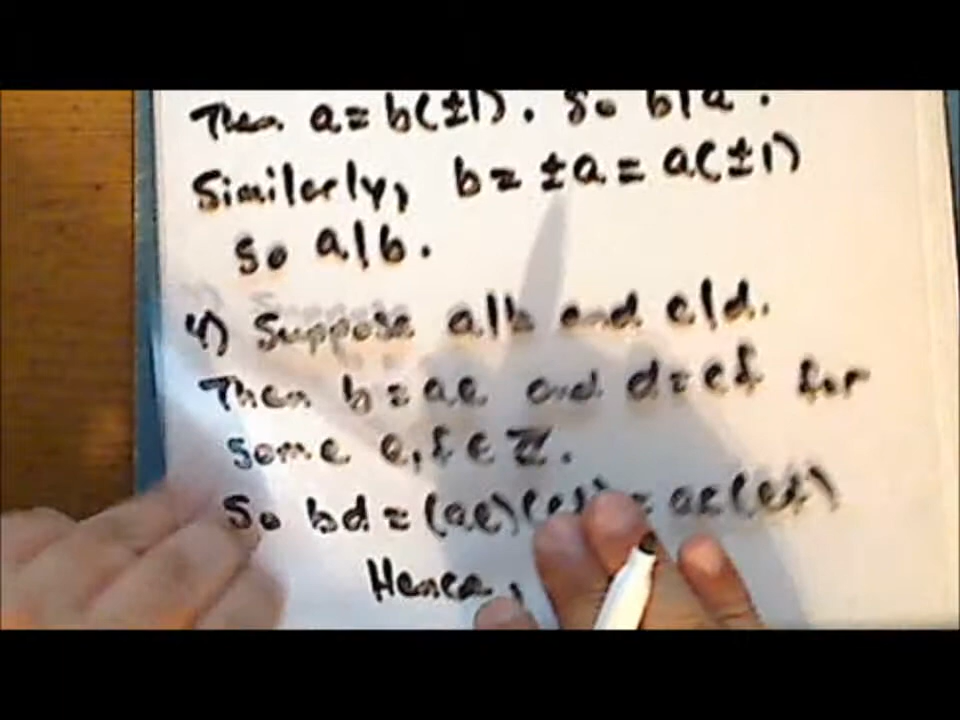 Then a = b(±1). So b|a.
Similarly, b = ±a = a(±1)
so a|b.
4) Suppose a|b and c|d.
Then b = ae and d = cf for
some e, f ∈ ℤ.
So bd = (ae)(cf) = ac(ef)
Hence,